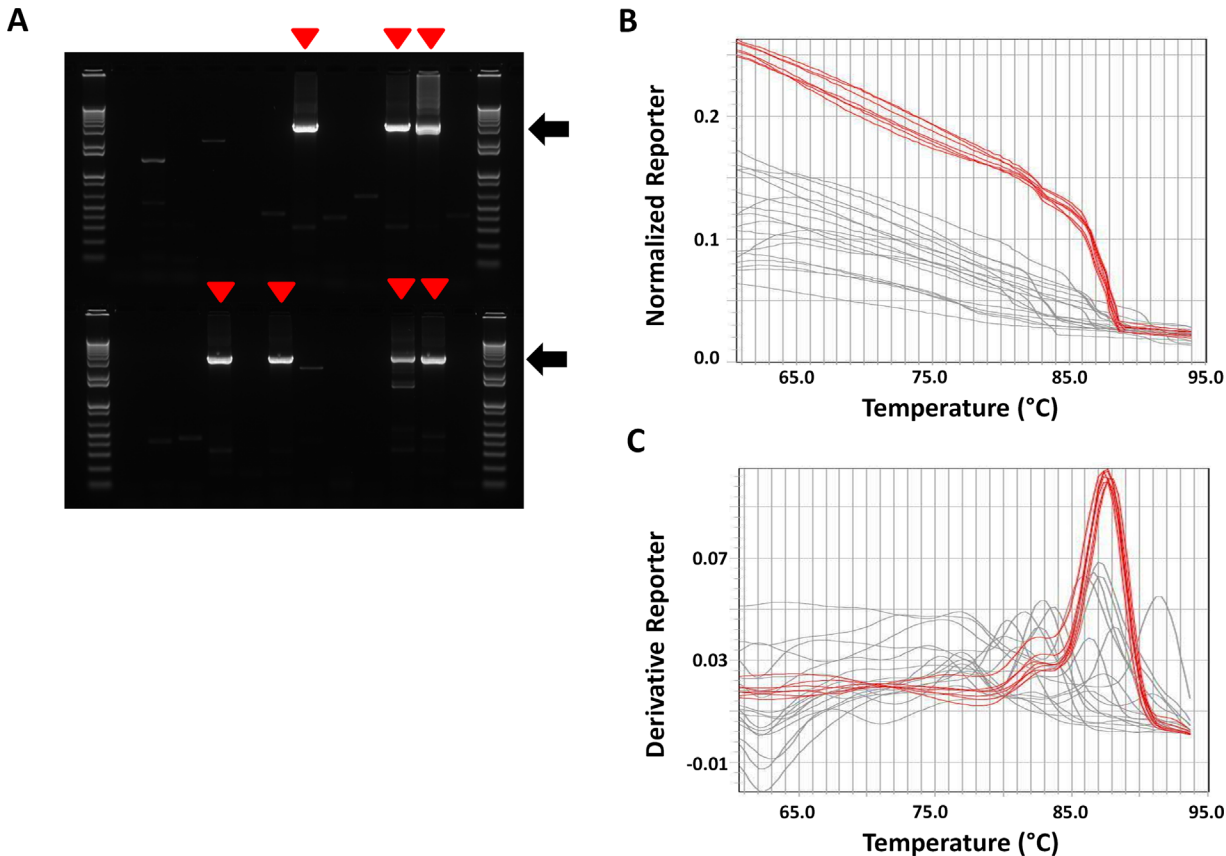 A
B
Normalized Reporter
0.2
0.1
0.0
65.0
75.0
85.0
95.0
Temperature (°C)
C
Derivative Reporter
0.07
0.03
-0.01
65.0
75.0
85.0
95.0
Temperature (°C)